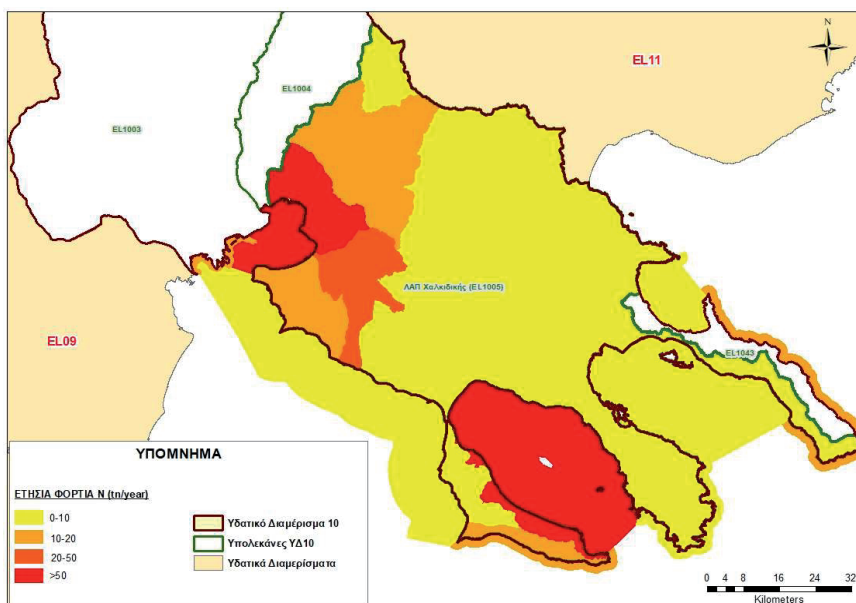 N
EL11
EL1004
EL1003
ΛΑΠ Χαλκιδικής (EL1005)
EL09
EL1043
ΥΠΟΜΝΗΜΑ
ΕΤΗΣΙΑ ΦΟΡΤΙΑ Ν (tn/year)
0-10
10-20
20-50
>50
Υδατικό Διαμέρισμα 10
Υπολεκάνες ΥΔ10
Υδατικά Διαμερίσματα
0 4 8 16 24 32
Kilometers